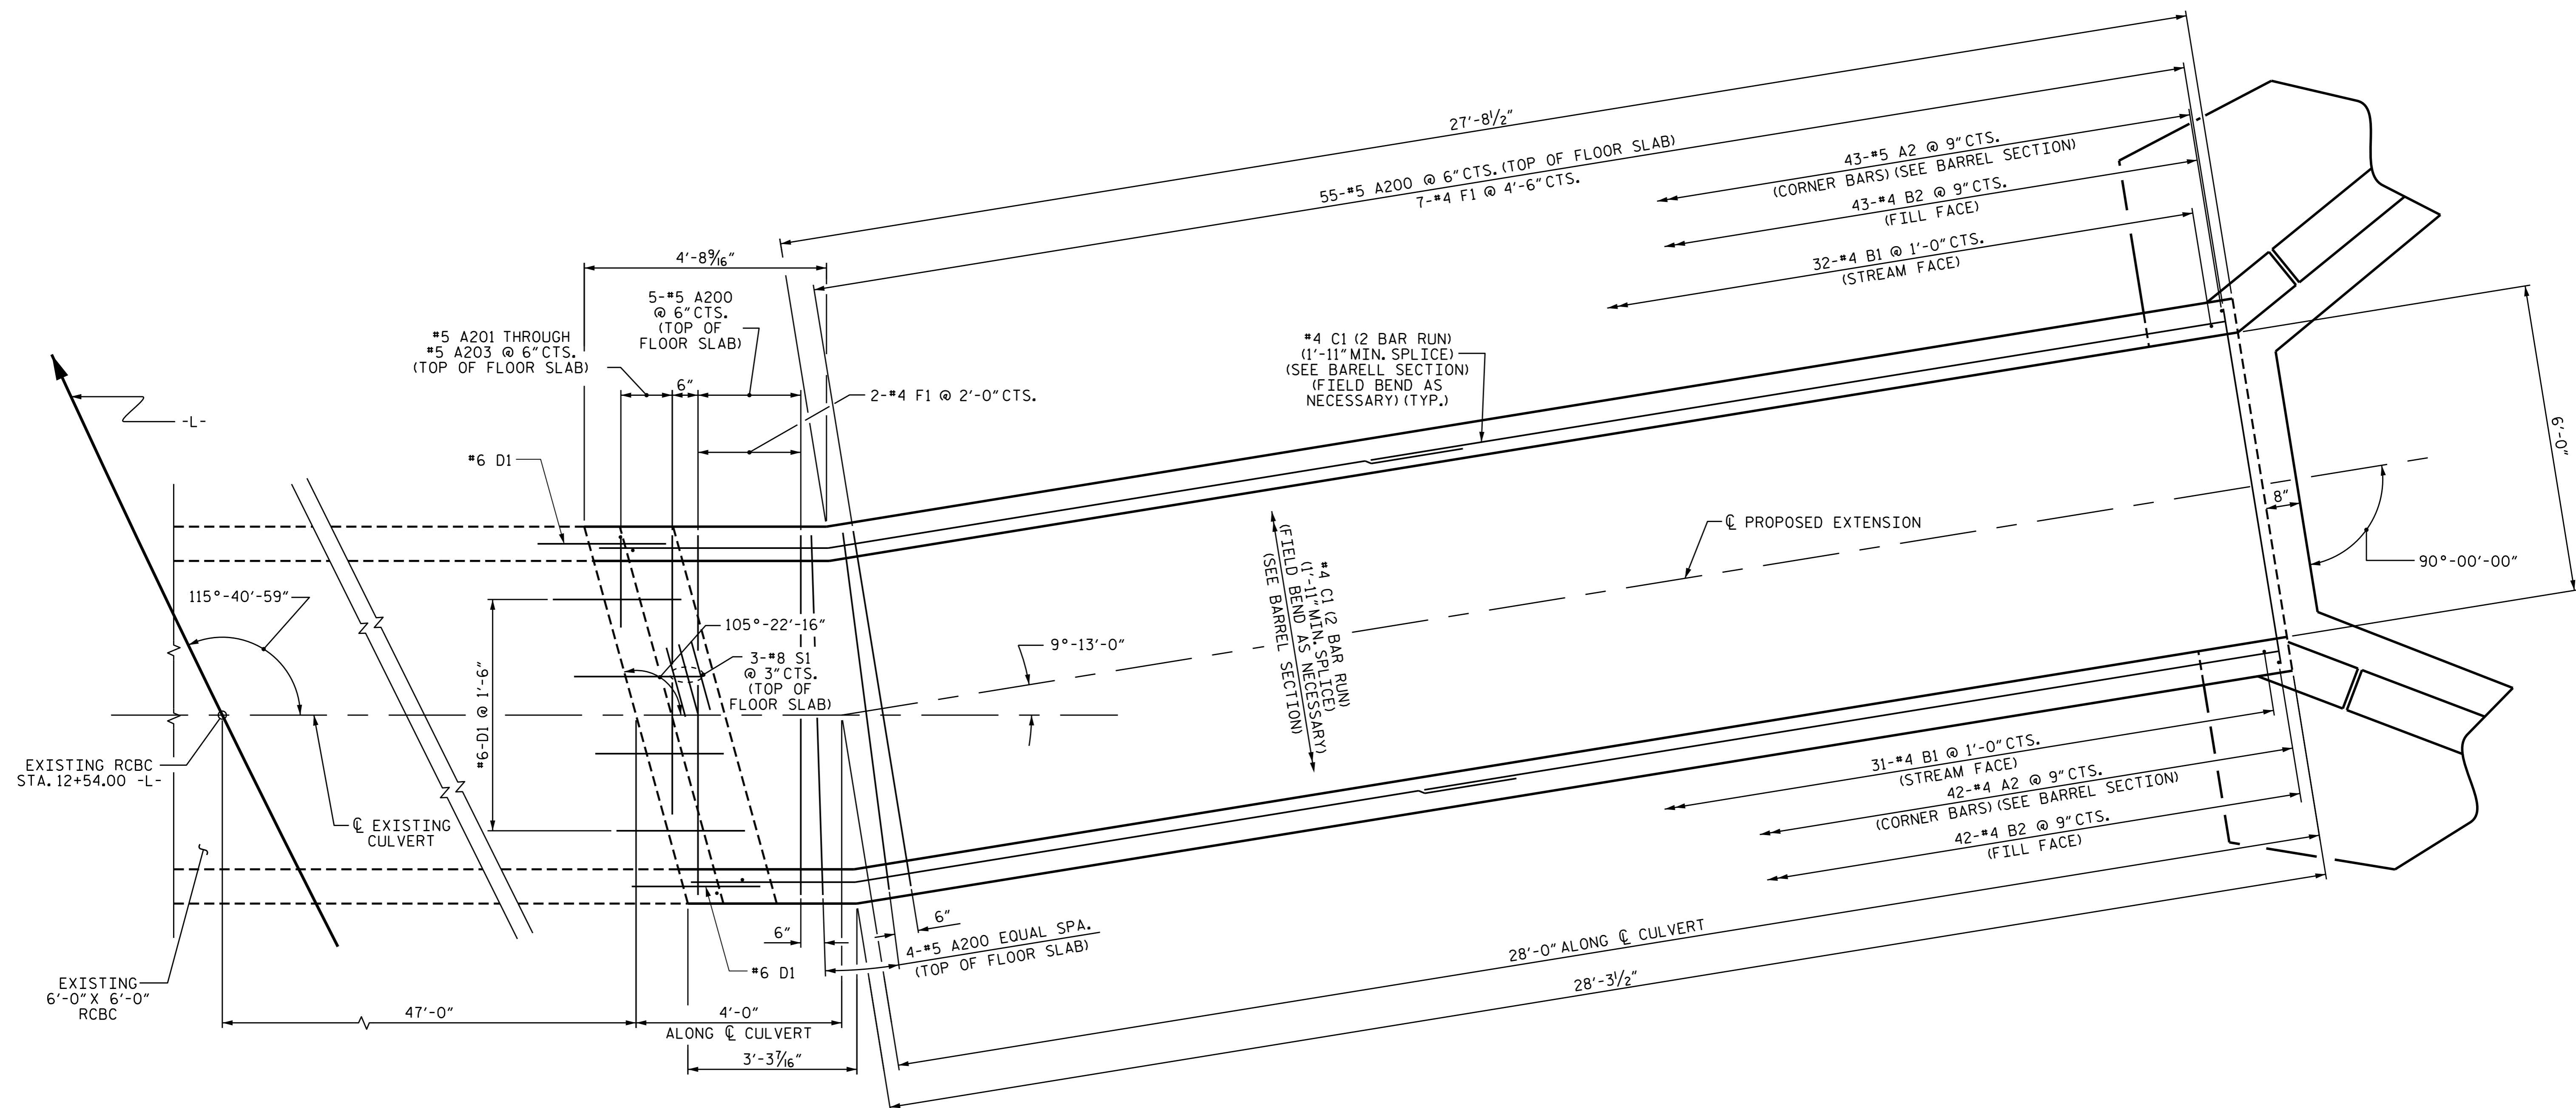 27'-8½"
55-#5 A200 @ 6" CTS. (TOP OF FLOOR SLAB)
7-#4 F1 @ 4'-6" CTS.
43-#5 A2 @ 9" CTS.
(CORNER BARS) (SEE BARREL SECTION)
43-#4 B2 @ 9" CTS.
(FILL FACE)
32-#4 B1 @ 1'-0" CTS.
(STREAM FACE)
4'-8 9/16"
5-#5 A200
@ 6" CTS.
(TOP OF
FLOOR SLAB)
#5 A201 THROUGH
#5 A203 @ 6" CTS.
(TOP OF FLOOR SLAB)
6"
2-#4 F1 @ 2'-0" CTS.
#4 C1 (2 BAR RUN)
(1'-11" MIN. SPLICE)
(SEE BARELL SECTION)
(FIELD BEND AS
NECESSARY) (TYP.)
-L-
#6 D1
6'-0"
8"
℄ PROPOSED EXTENSION
90°-00'-00"
115°-40'-59"
#6-D1 @ 1'-6"
105°-22'-16"
3-#8 S1
@ 3" CTS.
(TOP OF
FLOOR SLAB)
9°-13'-0"
#4 C1 (2 BAR RUN)
(1'-11" MIN. SPLICE)
(FIELD BEND AS NECESSARY)
(SEE BARREL SECTION)
EXISTING RCBC
STA. 12+54.00 -L-
℄ EXISTING
CULVERT
31-#4 B1 @ 1'-0" CTS.
(STREAM FACE)
42-#4 A2 @ 9" CTS.
(CORNER BARS) (SEE BARREL SECTION)
42-#4 B2 @ 9" CTS.
(FILL FACE)
6"
6"
4-#5 A200 EQUAL SPA.
(TOP OF FLOOR SLAB)
#6 D1
28'-0" ALONG ℄ CULVERT
28'-3½"
EXISTING
6'-0" X 6'-0"
RCBC
47'-0"
4'-0"
ALONG ℄ CULVERT
3'-3 7/16"